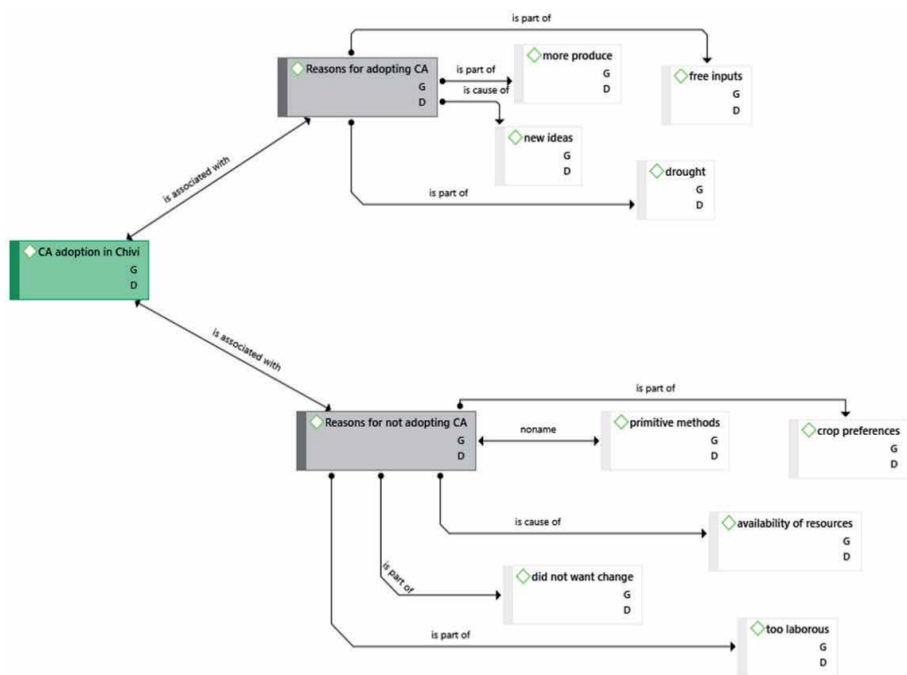 is part of
Reasons for adopting CA
G
D
is part of
more produce
G
D
free inputs
G
D
is cause of
new ideas
G
D
is part of
drought
G
D
is associated with
CA adoption in Chivi
G
D
is associated with
is part of
Reasons for not adopting CA
G
D
noname
primitive methods
G
D
crop preferences
G
D
is cause of
availability of resources
G
D
is part of
did not want change
G
D
is part of
too laborous
G
D